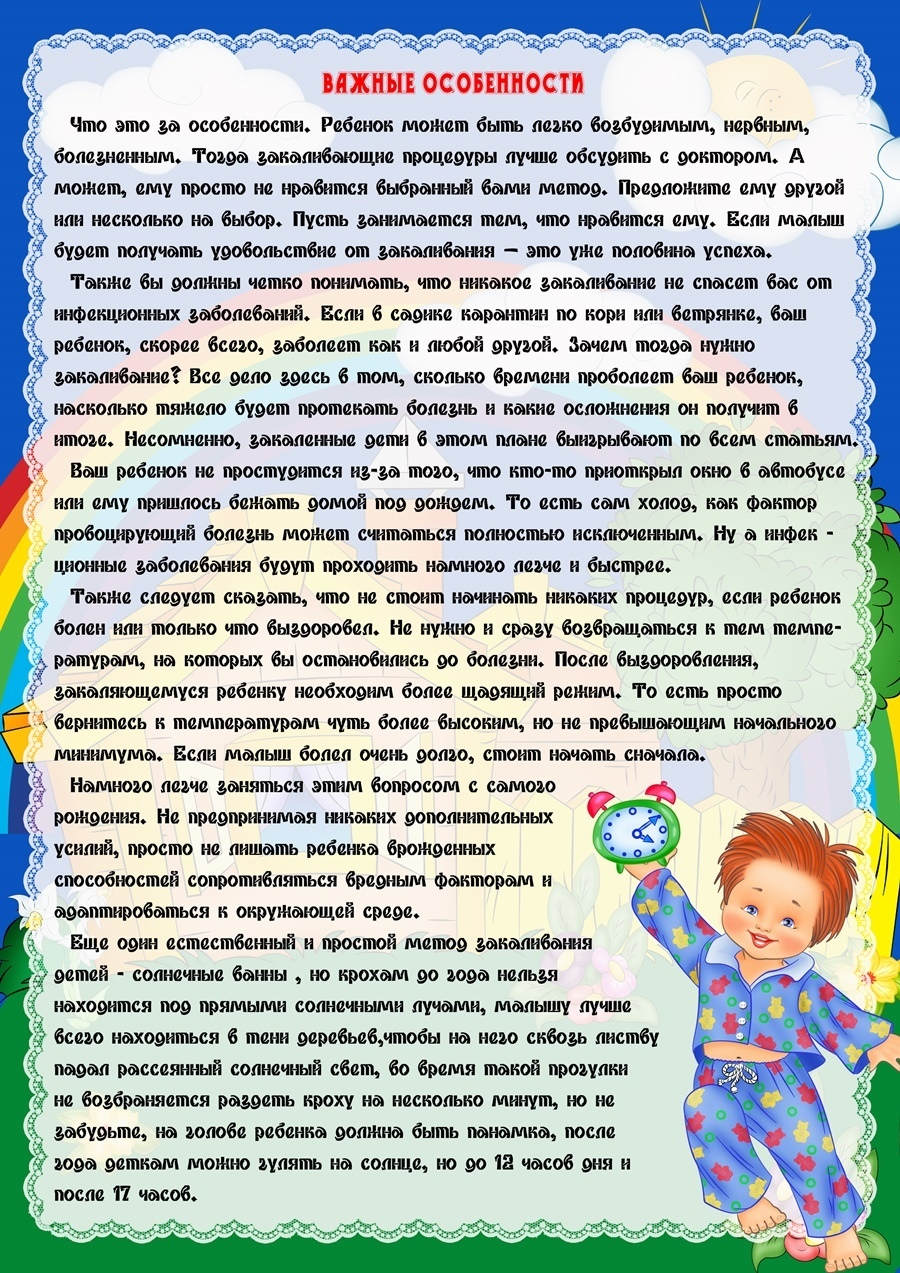 ВАЖНЫЕ ОСОБЕННОСТИ
Что это за особенности. Ребенок может быть легко возбудимым, нервным,
болезненным. Тогда закаливающие процедуры лучше обсудить с доктором. А
может, ему просто не нравится выбранный вами метод. Предложите ему другой
или несколько на выбор. Пусть занимается тем, что нравится ему. Если малыш
будет получать удовольствие от закаливания – это уже половина успеха.
Также вы должны четко понимать, что никакое закаливание не спасет вас от
инфекционных заболеваний. Если в садике карантин по кори или ветрянке, ваш
ребенок, скорее всего, заболеет как и любой другой. Зачем тогда нужно
закаливание? Все дело здесь в том, сколько времени проболеет ваш ребенок,
насколько тяжело будет протекать болезнь и какие осложнения он получит в
итоге. Несомненно, закаленные дети в этом плане выигрывают по всем статьям.
Ваш ребенок не простудится из-за того, что кто-то приоткрыл окно в автобусе
или ему пришлось бежать домой под дождем. То есть сам холод, как фактор
провоцирующий болезнь может считаться полностью исключенным. Ну а инфек -
ционные заболевания будут проходить намного легче и быстрее.
Также следует сказать, что не стоит начинать никаких процедур, если ребенок
болен или только что выздоровел. Не нужно и сразу возвращаться к тем темпе-
ратурам, на которых вы остановились до болезни. После выздоровления,
закаляющемуся ребенку необходим более щадящий режим. То есть просто
вернитесь к температурам чуть более высоким, но не превышающим начального
минимума. Если малыш болел очень долго, стоит начать сначала.
Намного легче заняться этим вопросом с самого
рождения. Не предпринимая никаких дополнительных
усилий, просто не лишать ребенка врожденных
способностей сопротивляться вредным факторам и
адаптироваться к окружающей среде.
Еще один естественный и простой метод закаливания
детей - солнечные ванны , но крохам до года нельзя
находится под прямыми солнечными лучами, малышу лучше
всего находиться в тени деревьев,чтобы на него сквозь листву
падал рассеянный солнечный свет, во время такой прогулки
не возбраняется раздеть кроху на несколько минут, но не
забудьте, на голове ребенка должна быть панамка, после
года деткам можно гулять на солнце, но до 12 часов дня и
после 17 часов.